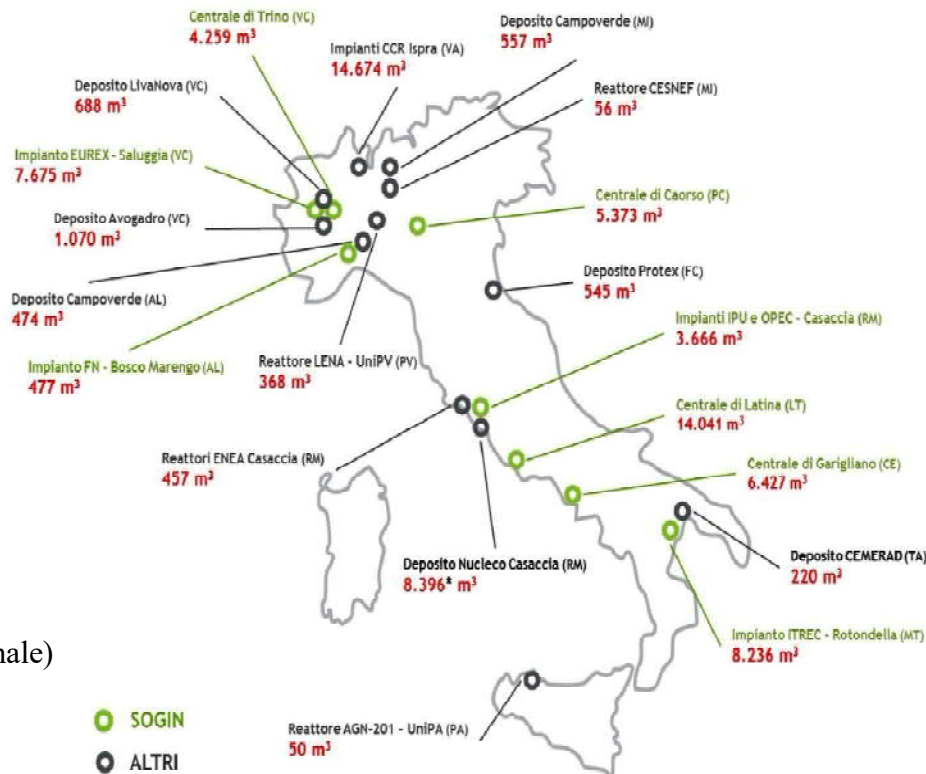 Centrale di Trino (VC)
4.259 m³
Deposito Campoverde (MI)
557 m³
Impianti CCR Ispra (VA)
14.674 m³
Deposito LivaNova (VC)
688 m³
Reattore CESNEF (MI)
56 m³
Impianto EUREX - Saluggia (VC)
7.675 m³
Centrale di Caorso (PC)
5.373 m³
Deposito Avogadro (VC)
1.070 m³
Deposito Protex (FC)
545 m³
Deposito Campoverde (AL)
474 m³
Impianti IPU e OPEC - Casaccia (RM)
3.666 m³
Impianto FN - Bosco Marengo (AL)
477 m³
Reattore LENA - UniPV (PV)
368 m³
Centrale di Latina (LT)
14.041 m³
Reattori ENEA Casaccia (RM)
457 m³
Centrale di Garigliano (CE)
6.427 m³
Deposito Nucleco Casaccia (RM)
8.396* m³
Deposito CEMERAD (TA)
220 m³
Impianto ITREC - Rotondella (MT)
8.236 m³
nale)
Reattore AGN-201 - UniPA (PA)
50 m³
SOGIN
ALTRI